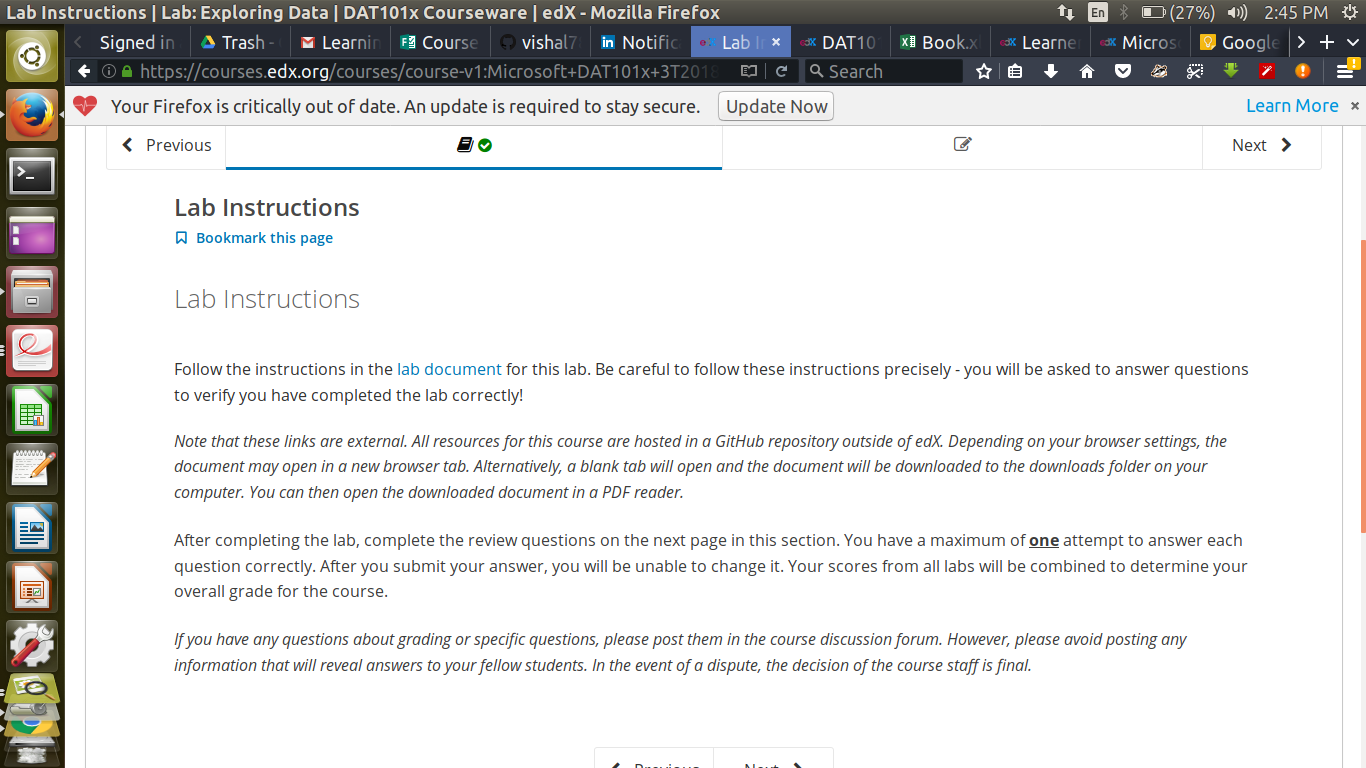 Lab Instructions | Lab: Exploring Data | DAT101x Courseware | edX - Mozilla Firefox
En (27%) 2:45 PM
Signed in Trash - Learnin Course vishal7 in Notific Lab I × DAT10 Book.x Learne Micros Google
https://courses.edx.org/courses/course-v1:Microsoft+DAT101x+3T2018 Search
Your Firefox is critically out of date. An update is required to stay secure. Update Now Learn More ×
Previous Next
Lab Instructions
Bookmark this page
Lab Instructions
Follow the instructions in the lab document for this lab. Be careful to follow these instructions precisely - you will be asked to answer questions
to verify you have completed the lab correctly!
Note that these links are external. All resources for this course are hosted in a GitHub repository outside of edX. Depending on your browser settings, the
document may open in a new browser tab. Alternatively, a blank tab will open and the document will be downloaded to the downloads folder on your
computer. You can then open the downloaded document in a PDF reader.
After completing the lab, complete the review questions on the next page in this section. You have a maximum of one attempt to answer each
question correctly. After you submit your answer, you will be unable to change it. Your scores from all labs will be combined to determine your
overall grade for the course.
If you have any questions about grading or specific questions, please post them in the course discussion forum. However, please avoid posting any
information that will reveal answers to your fellow students. In the event of a dispute, the decision of the course staff is final.
Previous Next